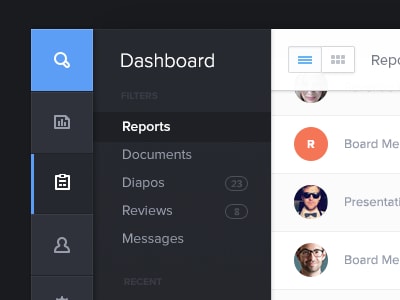 Dashboard
Repo
FILTERS
Reports
R
Board Me
Documents
Diapos
23
Presentati
Reviews
8
Messages
Board Me
RECENT